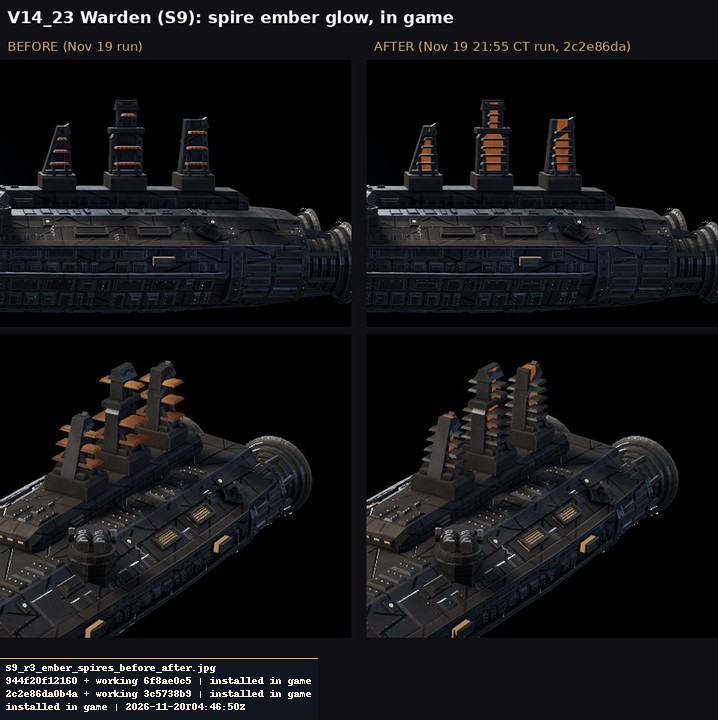 V14_23 Warden (S9): spire ember glow, in game
BEFORE (Nov 19 run)
AFTER (Nov 19 21:55 CT run, 2c2e86da)
S9_r3_ember_spires_before_after.jpg
944f20f12160 + working 6f8ae0c5 | installed in game
2c2e86da0b4a + working 3c5738b9 | installed in game
installed in game | 2026-11-20T04:46:50Z